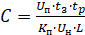 C = (Uп · tз · tр) / (Kп · Uн · L)